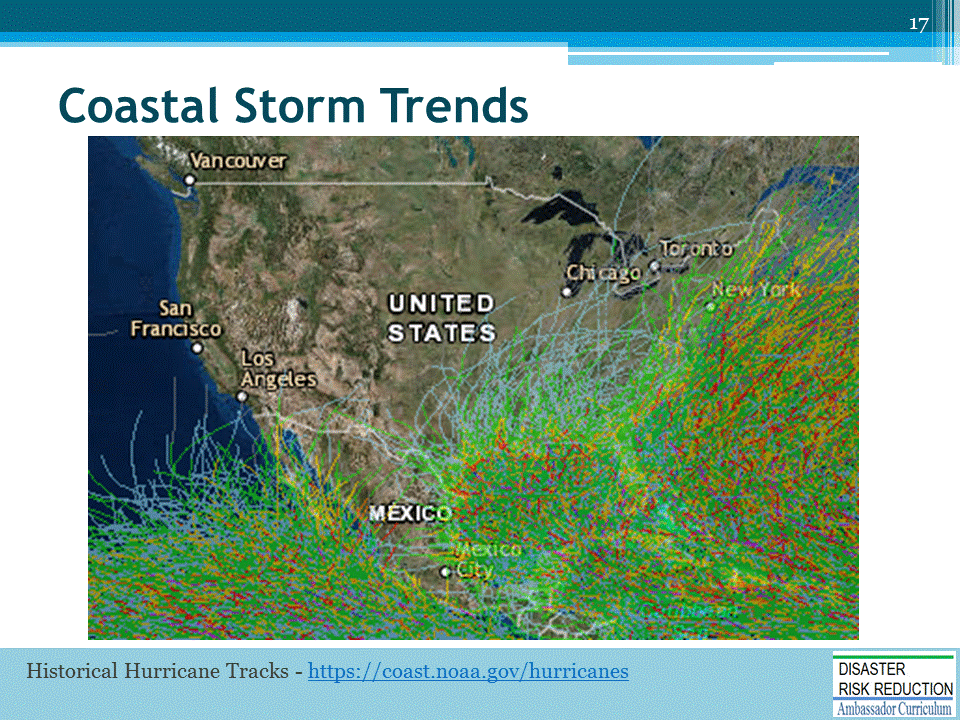 17
Coastal Storm Trends
Vancouver
Toronto
Chicago
New York
UNITED
STATES
San
Francisco
Los
Angeles
MÉXICO
Mexico
City
Historical Hurricane Tracks - https://coast.noaa.gov/hurricanes
DISASTER
RISK REDUCTION
Ambassador Curriculum